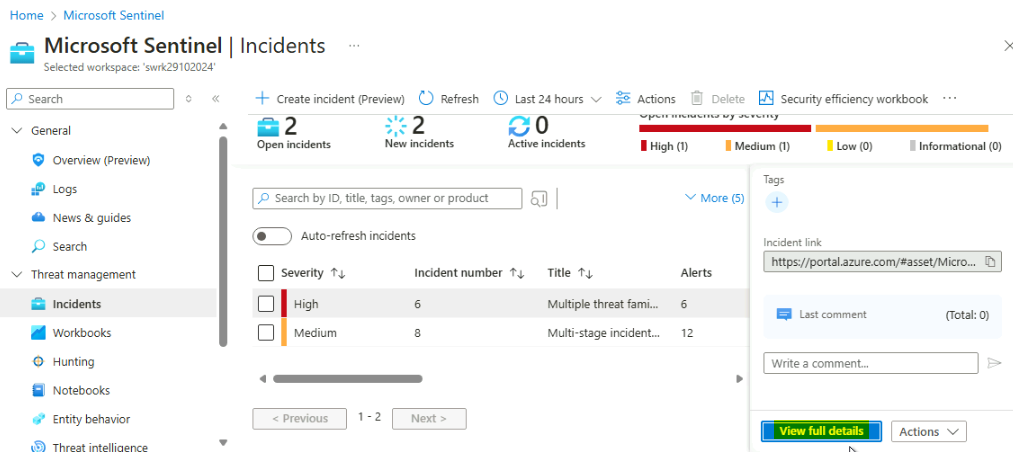 Home > Microsoft Sentinel
Microsoft Sentinel | Incidents ...
Selected workspace: 'swrk29102024'
Search
Create incident (Preview) Refresh Last 24 hours Actions Delete Security efficiency workbook ...
General
Overview (Preview)
Logs
News & guides
Search
Threat management
Incidents
Workbooks
Hunting
Notebooks
Entity behavior
Threat intelligence
2
Open incidents
2
New incidents
0
Active incidents
Open incidents by severity
High (1) Medium (1) Low (0) Informational (0)
Search by ID, title, tags, owner or product
More (5)
Auto-refresh incidents
Severity ↑↓ Incident number ↑↓ Title ↑↓ Alerts
High 6 Multiple threat fami... 6
Medium 8 Multi-stage incident... 12
< Previous 1 - 2 Next >
Tags
Incident link
https://portal.azure.com/#asset/Micro...
Last comment (Total: 0)
Write a comment...
View full details Actions